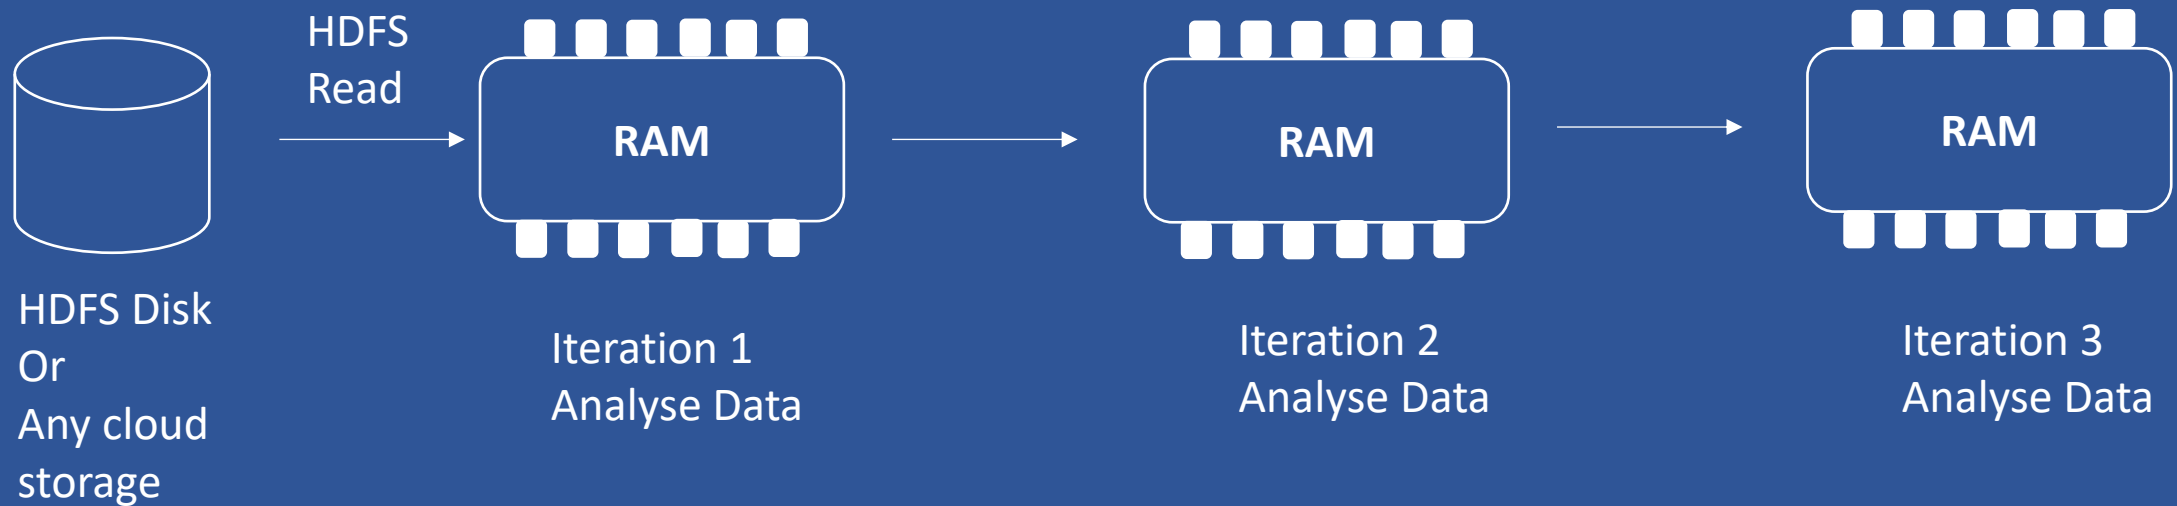 HDFS
Read
RAM
RAM
RAM
HDFS Disk
Or
Any cloud
storage
Iteration 1
Analyse Data
Iteration 2
Analyse Data
Iteration 3
Analyse Data